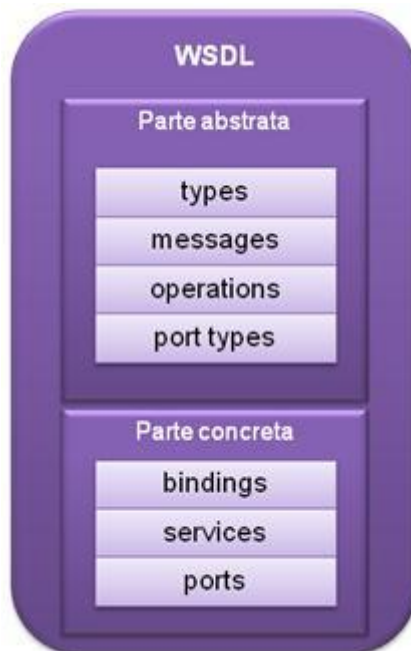 WSDL
Parte abstrata
types
messages
operations
port types
Parte concreta
bindings
services
ports